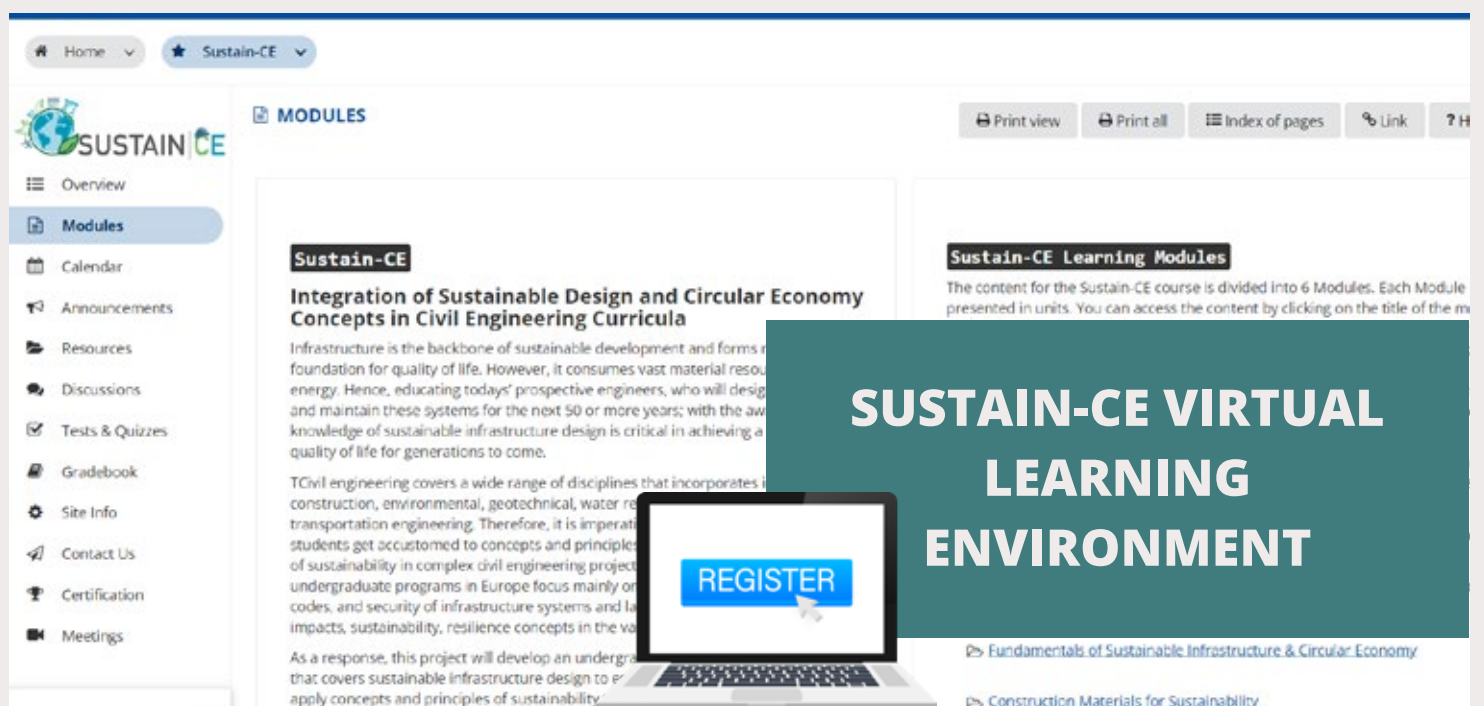 Home
Sustain-CE
SUSTAIN CE
Overview
Modules
Calendar
Announcements
Resources
Discussions
Tests & Quizzes
Gradebook
Site Info
Contact Us
Certification
Meetings
MODULES
Print view
Print all
Index of pages
Link
? H
Sustain-CE
Integration of Sustainable Design and Circular Economy
Concepts in Civil Engineering Curricula
Infrastructure is the backbone of sustainable development and forms
foundation for quality of life. However, it consumes vast material
energy. Hence, educating todays' prospective engineers, who will
and maintain these systems for the next 50 or more years; with the
knowledge of sustainable infrastructure design is critical in achieving a
quality of life for generations to come.
TCivil engineering covers a wide range of disciplines that incorporates
construction, environmental, geotechnical, water
transportation engineering. Therefore, it is
students get accustomed to concepts and principles
of sustainability in complex civil engineering
undergraduate programs in Europe focus mainly
codes, and security of infrastructure systems and
impacts, sustainability, resilience concepts in the
As a response, this project will develop an
that covers sustainable infrastructure design to
apply concepts and principles of sustainability
Sustain-CE Learning Modules
The content for the Sustain-CE course is divided into 6 Modules. Each Module
presented in units. You can access the content by clicking on the title of the
SUSTAIN-CE VIRTUAL
LEARNING
ENVIRONMENT
REGISTER
Fundamentals of Sustainable Infrastructure & Circular Economy
Construction Materials for Sustainability